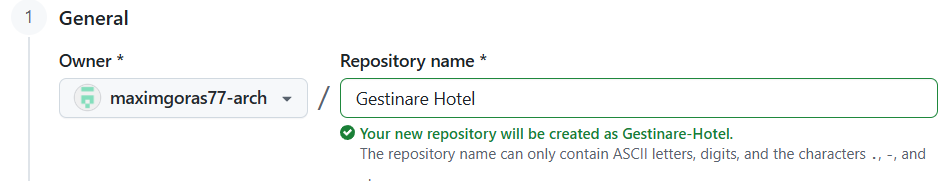 1
General
Owner *
Repository name *
maximgoras77-arch
/
Gestinare Hotel
Your new repository will be created as Gestinare-Hotel.
The repository name can only contain ASCII letters, digits, and the characters ., -, and